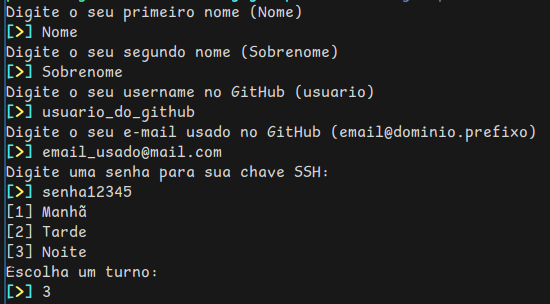 Digite o seu primeiro nome (Nome)
[>] Nome
Digite o seu segundo nome (Sobrenome)
[>] Sobrenome
Digite o seu username no GitHub (usuario)
[>] usuario_do_github
Digite o seu e-mail usado no GitHub (email@dominio.prefixo)
[>] email_usado@mail.com
Digite uma senha para sua chave SSH:
[>] senha12345
[1] Manhã
[2] Tarde
[3] Noite
Escolha um turno:
[>] 3